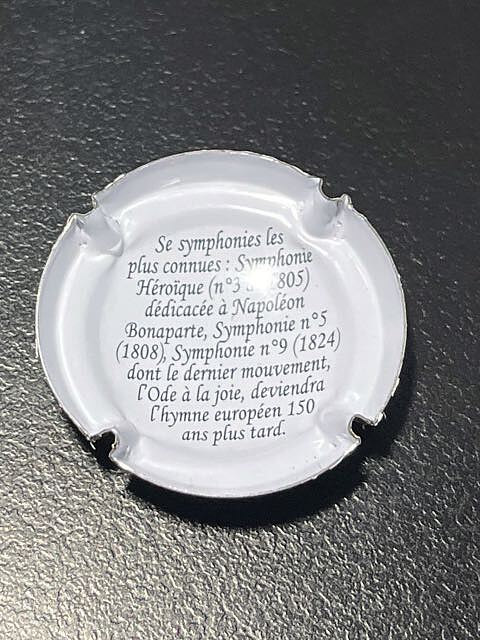 Se symphonies les
plus connues : Symphonie
Héroïque (n°3 1805)
dédicacée à Napoléon
Bonaparte, Symphonie n°5
(1808), Symphonie n°9 (1824)
dont le dernier mouvement,
l'Ode à la joie, deviendra
l'hymne européen 150
ans plus tard.